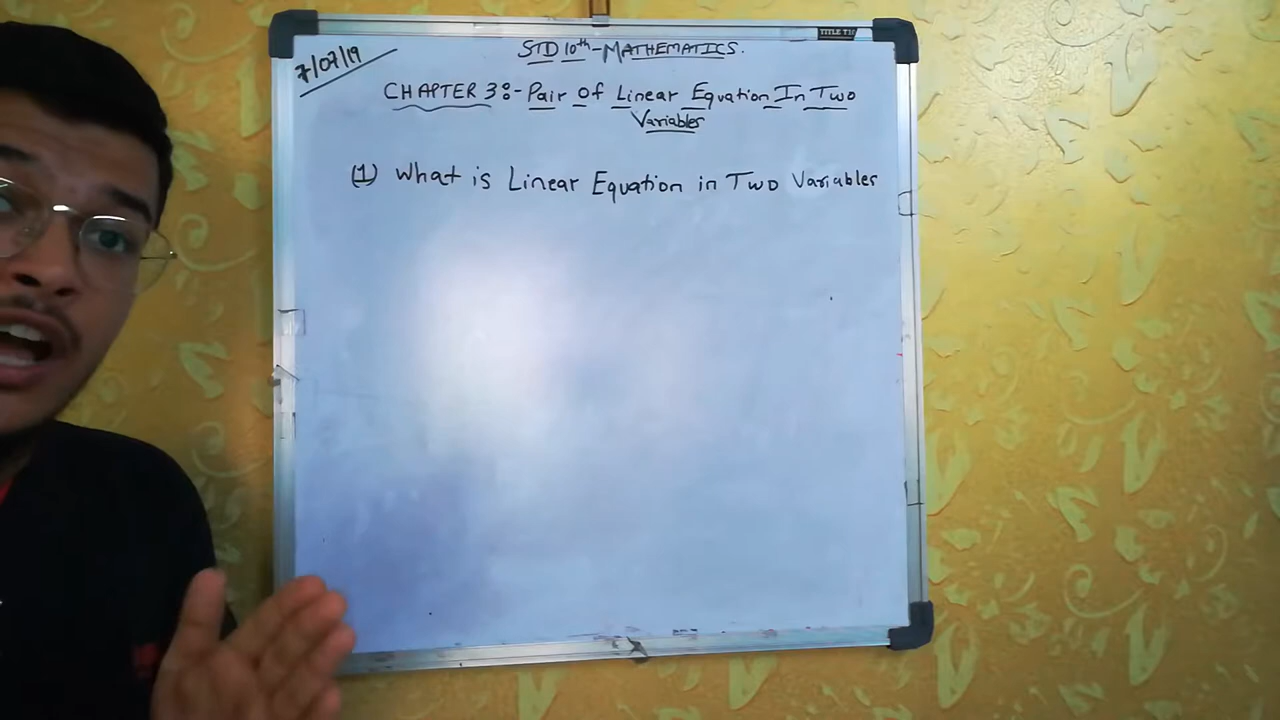 7/07/19
STD 10th-MATHEMATICS.
CHAPTER 3:- Pair Of Linear Equation In Two
Variables
(1) What is Linear Equation in Two Variables